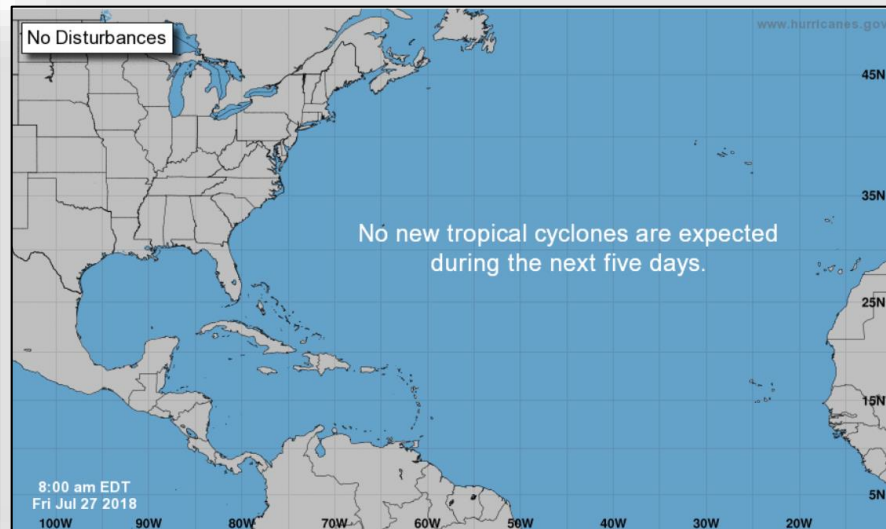 No Disturbances
www.hurricanes.gov
45N
35N
No new tropical cyclones are expected
during the next five days.
25N
15N
8:00 am EDT
Fri Jul 27 2018
5N
100W 90W 80W 70W 60W 50W 40W 30W 20W